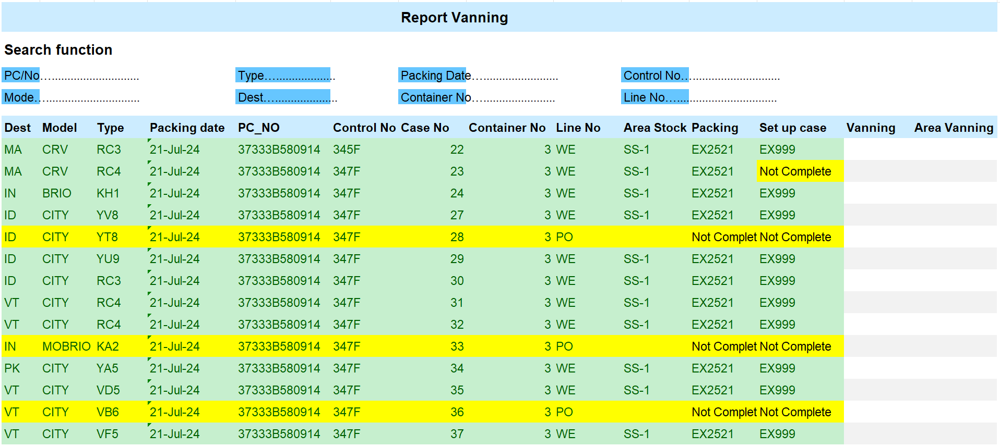 Report Vanning
Search function
PC/No............................... Type...................... Packing Date........................... Control No...............................
Mode................................. Dest........................ Container No.......................... Line No...................................
Dest Model Type Packing date PC_NO Control No Case No Container No Line No Area Stock Packing Set up case Vanning Area Vanning
MA CRV RC3 21-Jul-24 37333B580914 345F 22 3 WE SS-1 EX2521 EX999
MA CRV RC4 21-Jul-24 37333B580914 347F 23 3 WE SS-1 EX2521 Not Complete
IN BRIO KH1 21-Jul-24 37333B580914 347F 24 3 WE SS-1 EX2521 EX999
ID CITY YV8 21-Jul-24 37333B580914 347F 27 3 WE SS-1 EX2521 EX999
ID CITY YT8 21-Jul-24 37333B580914 347F 28 3 PO Not Complet Not Complete
ID CITY YU9 21-Jul-24 37333B580914 347F 29 3 WE SS-1 EX2521 EX999
ID CITY RC3 21-Jul-24 37333B580914 347F 30 3 WE SS-1 EX2521 EX999
VT CITY RC4 21-Jul-24 37333B580914 347F 31 3 WE SS-1 EX2521 EX999
VT CITY RC4 21-Jul-24 37333B580914 347F 32 3 WE SS-1 EX2521 EX999
IN MOBRIO KA2 21-Jul-24 37333B580914 347F 33 3 PO Not Complet Not Complete
PK CITY YA5 21-Jul-24 37333B580914 347F 34 3 WE SS-1 EX2521 EX999
VT CITY VD5 21-Jul-24 37333B580914 347F 35 3 WE SS-1 EX2521 EX999
VT CITY VB6 21-Jul-24 37333B580914 347F 36 3 PO Not Complet Not Complete
VT CITY VF5 21-Jul-24 37333B580914 347F 37 3 WE SS-1 EX2521 EX999